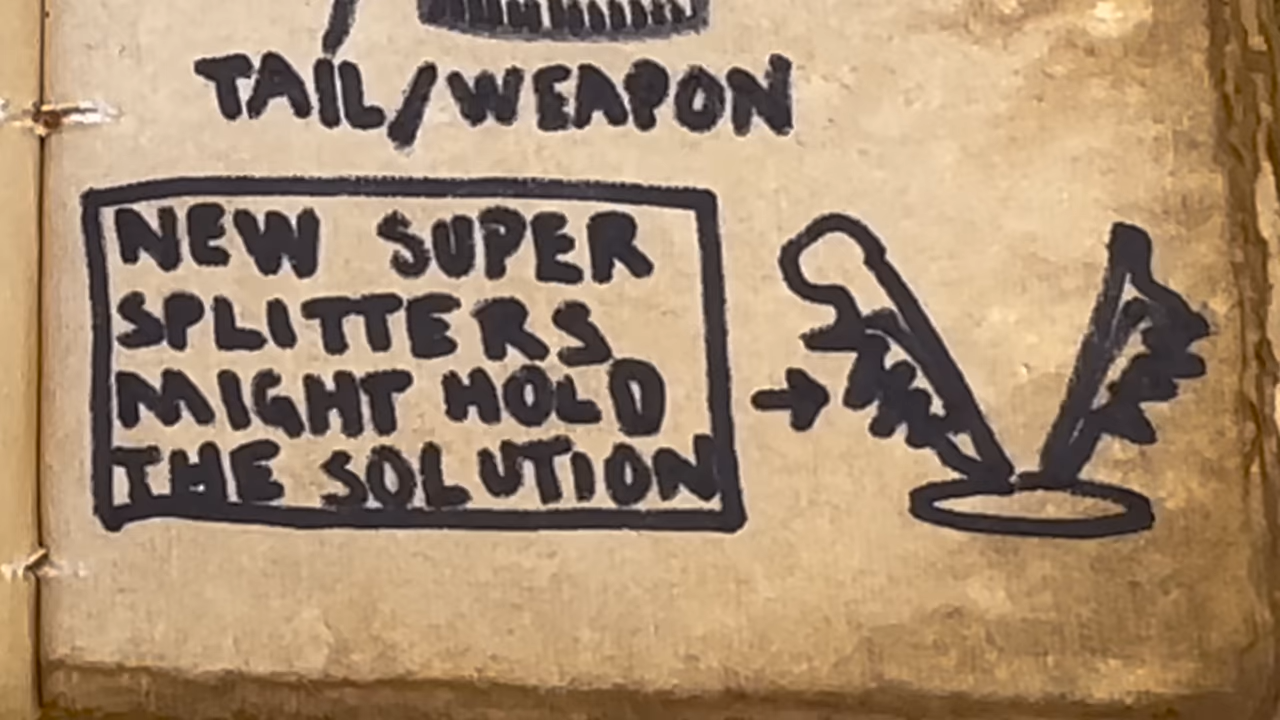 TAIL/WEAPON
NEW SUPER
SPLITTERS
MIGHT HOLD
THE SOLUTION